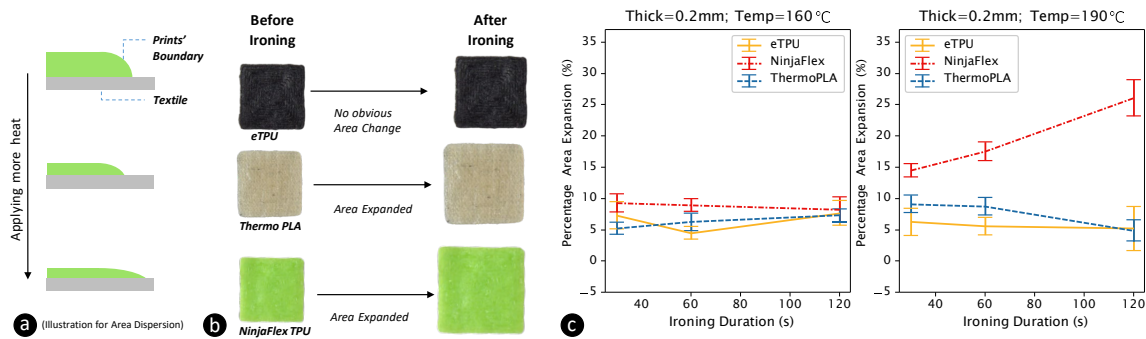 Prints'
Boundary
Textile
Applying more heat
a (Illustration for Area Dispersion)
Before
Ironing
After
Ironing
eTPU
No obvious
Area Change
Thermo PLA
Area Expanded
NinjaFlex TPU
Area Expanded
b
c
Thick=0.2mm; Temp=160℃
Percentage Area Expansion (%)
35
30
25
20
15
10
5
0
−5
eTPU
NinjaFlex
ThermoPLA
20 40 60 80 100 120
Ironing Duration (s)
Thick=0.2mm; Temp=190℃
Percentage Area Expansion (%)
35
30
25
20
15
10
5
0
−5
eTPU
NinjaFlex
ThermoPLA
40 60 80 100 120
Ironing Duration (s)